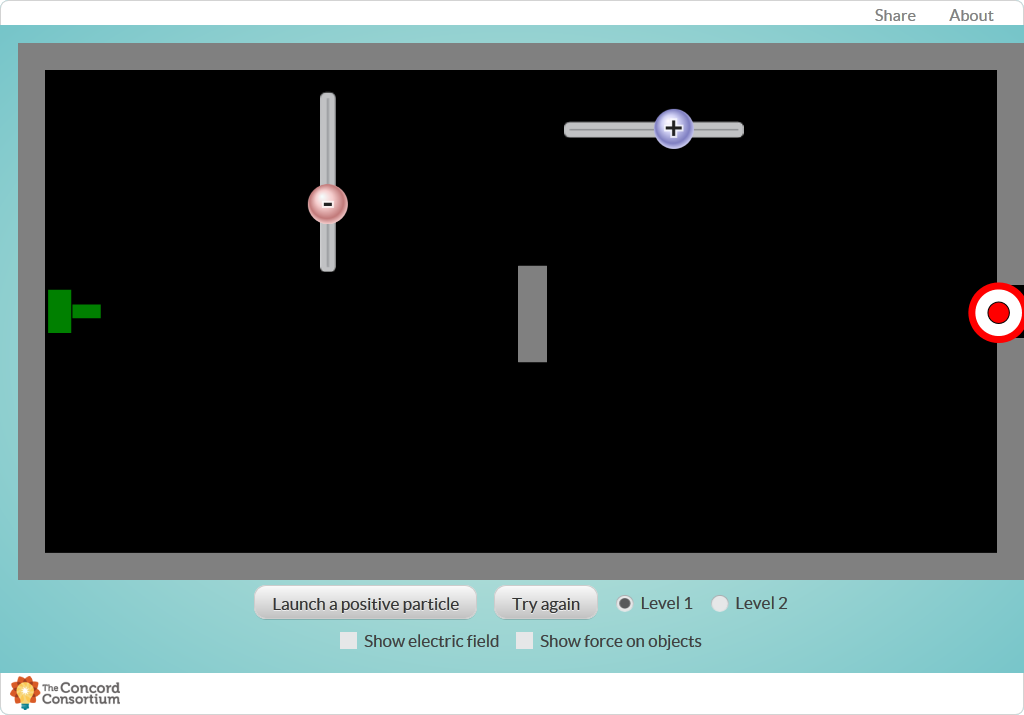 Share About
+
-
Launch a positive particle Try again Level 1 Level 2
Show electric field Show force on objects
The Concord
Consortium